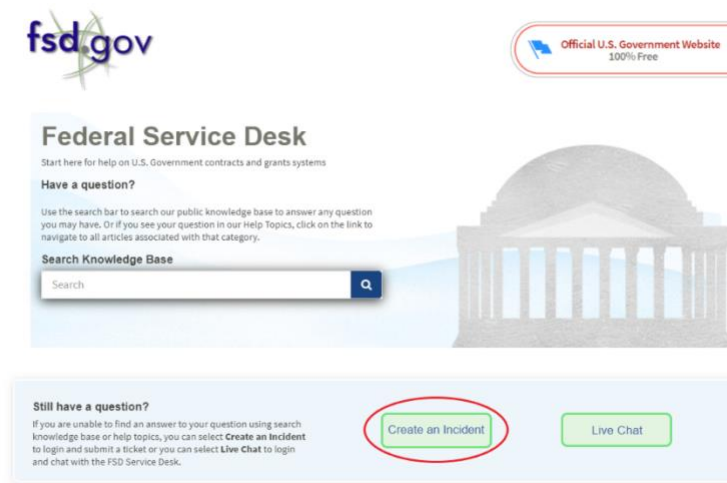 fsd.gov
Official U.S. Government Website
100% Free
Federal Service Desk
Start here for help on U.S. Government contracts and grants systems
Have a question?
Use the search bar to search our public knowledge base to answer any question
you may have. Or if you see your question in our Help Topics, click on the link to
navigate to all articles associated with that category.
Search Knowledge Base
Search
Still have a question?
If you are unable to find an answer to your question using search
knowledge base or help topics, you can select Create an Incident
to login and submit a ticket or you can select Live Chat to login
and chat with the FSD Service Desk.
Create an Incident
Live Chat